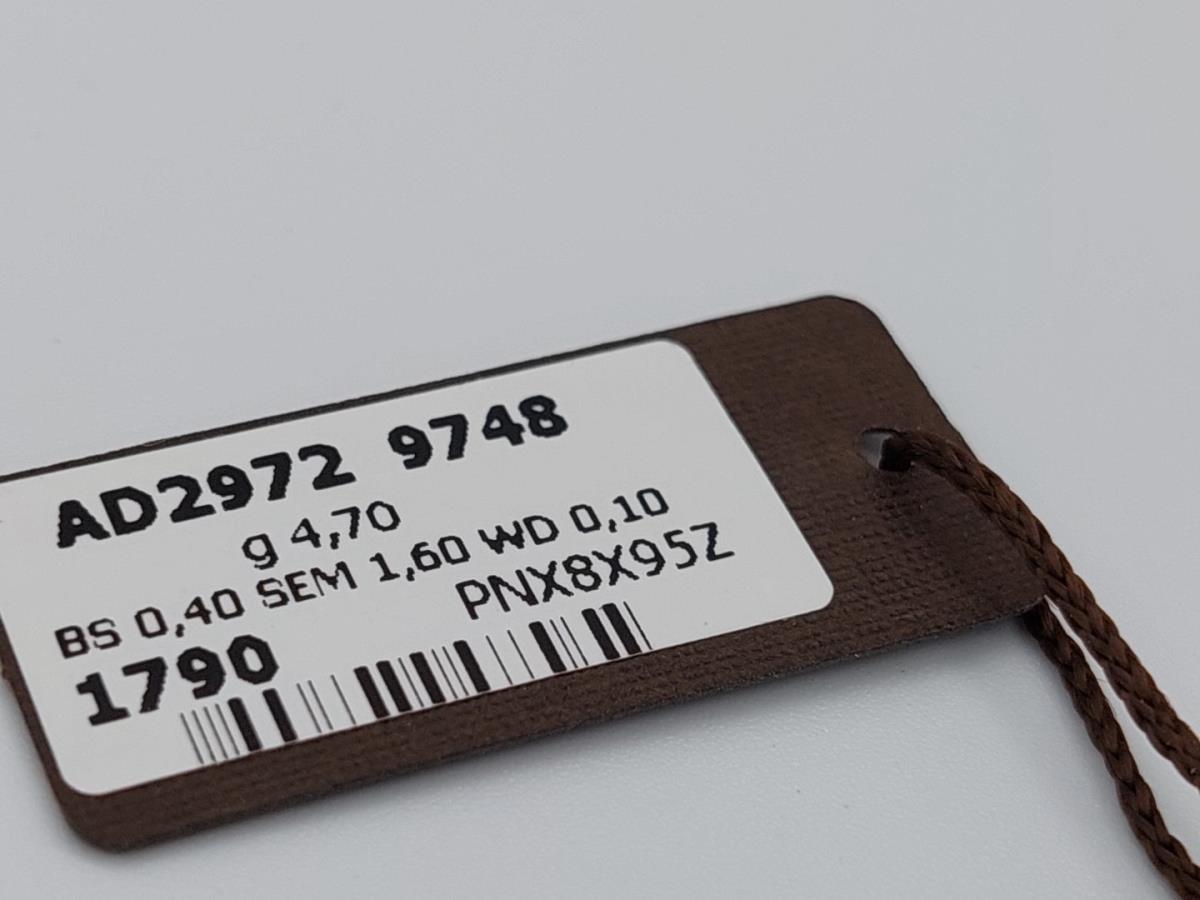 AD2972 9748
g 4,70
BS 0,40 SEM 1,60 WD 0,10
PNX8X95Z
1790